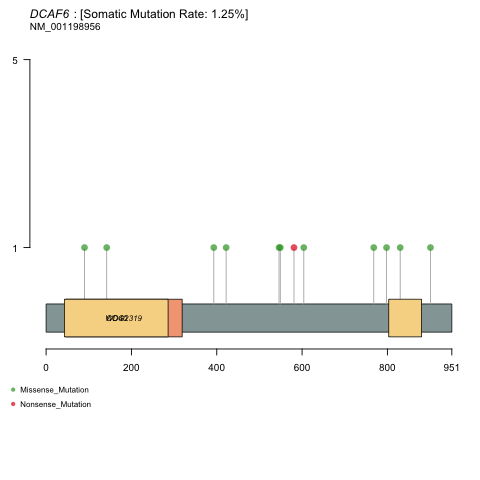 DCAF6 : [Somatic Mutation Rate: 1.25%]
NM_001198956
5
1
0 200 400 600 800 951
Missense_Mutation
Nonsense_Mutation